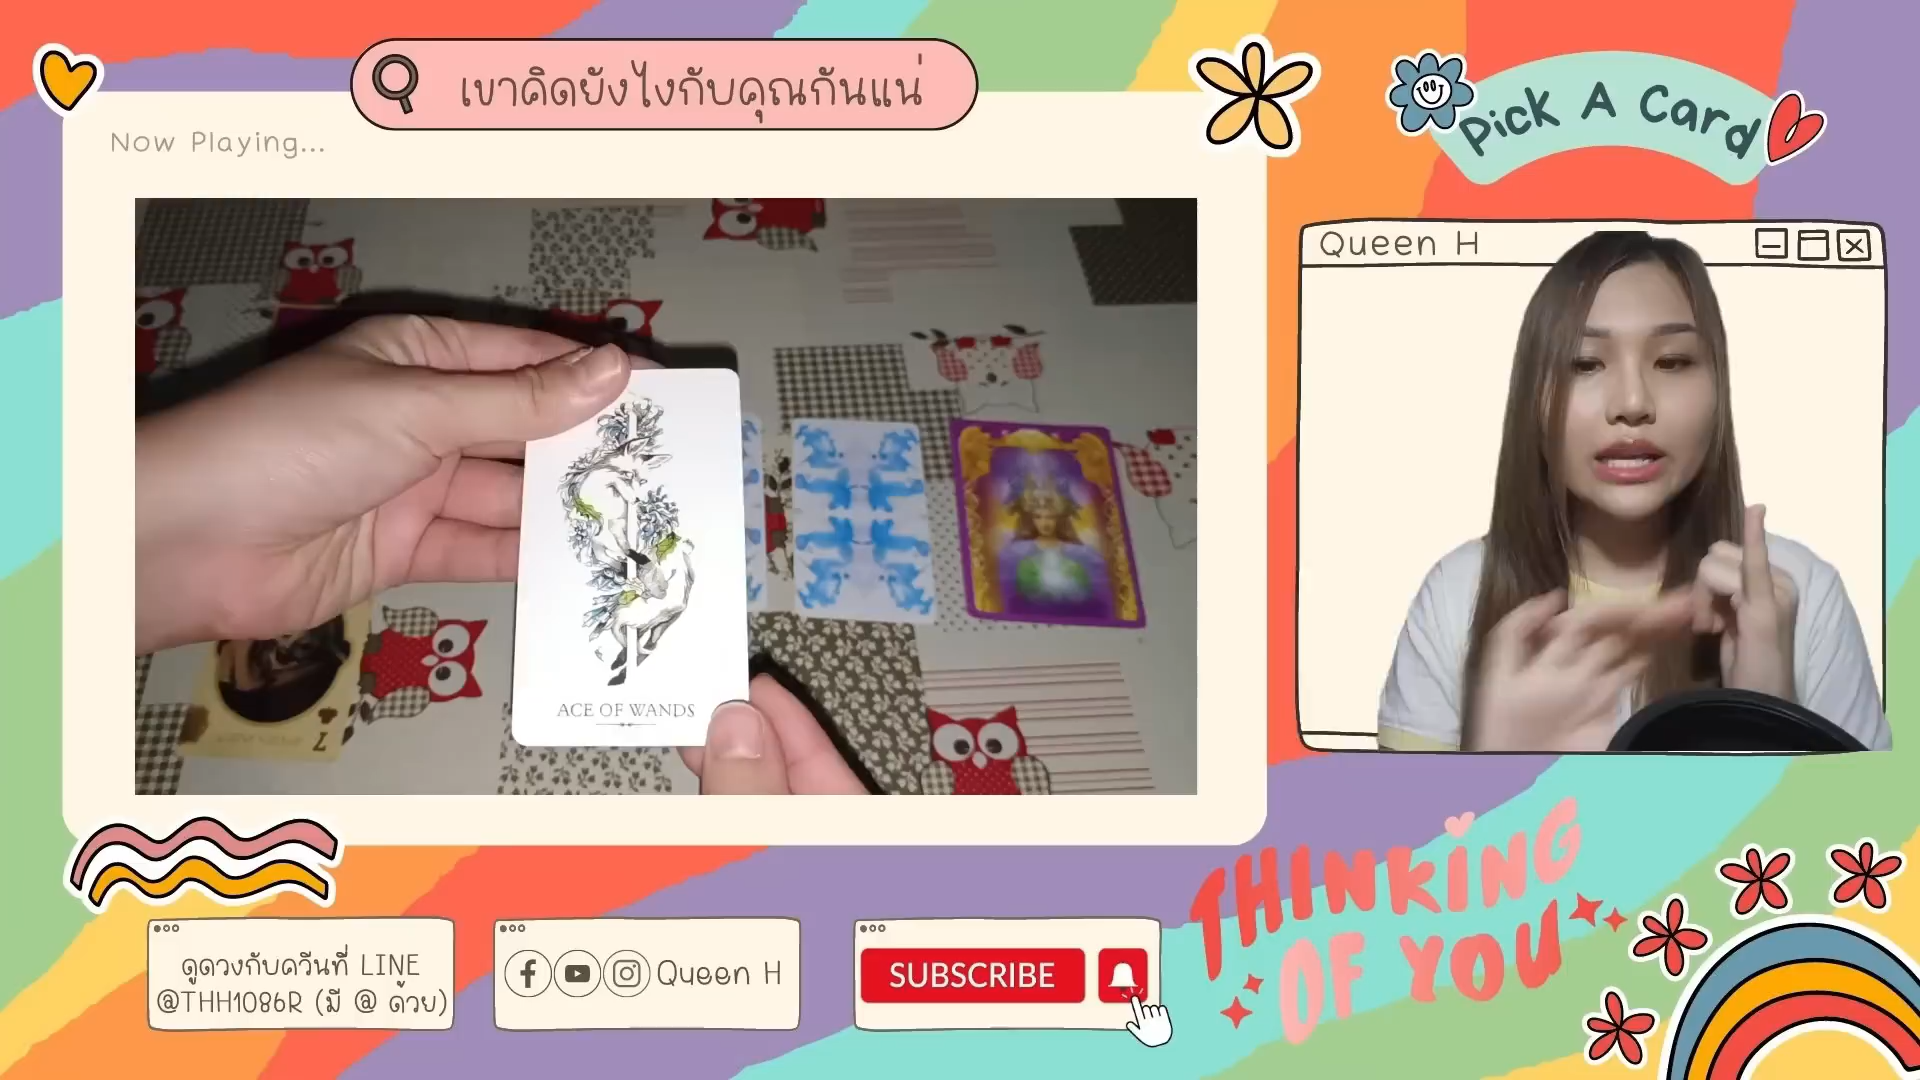 เขาคิดยังไงกับคุณกันแน่
Pick A Card
Now Playing...
Queen H
ACE OF WANDS
7
THINKING
OF YOU
ดูดวงกับควีนที่ LINE
@THH1086R (มี @ ด้วย)
Queen H
SUBSCRIBE